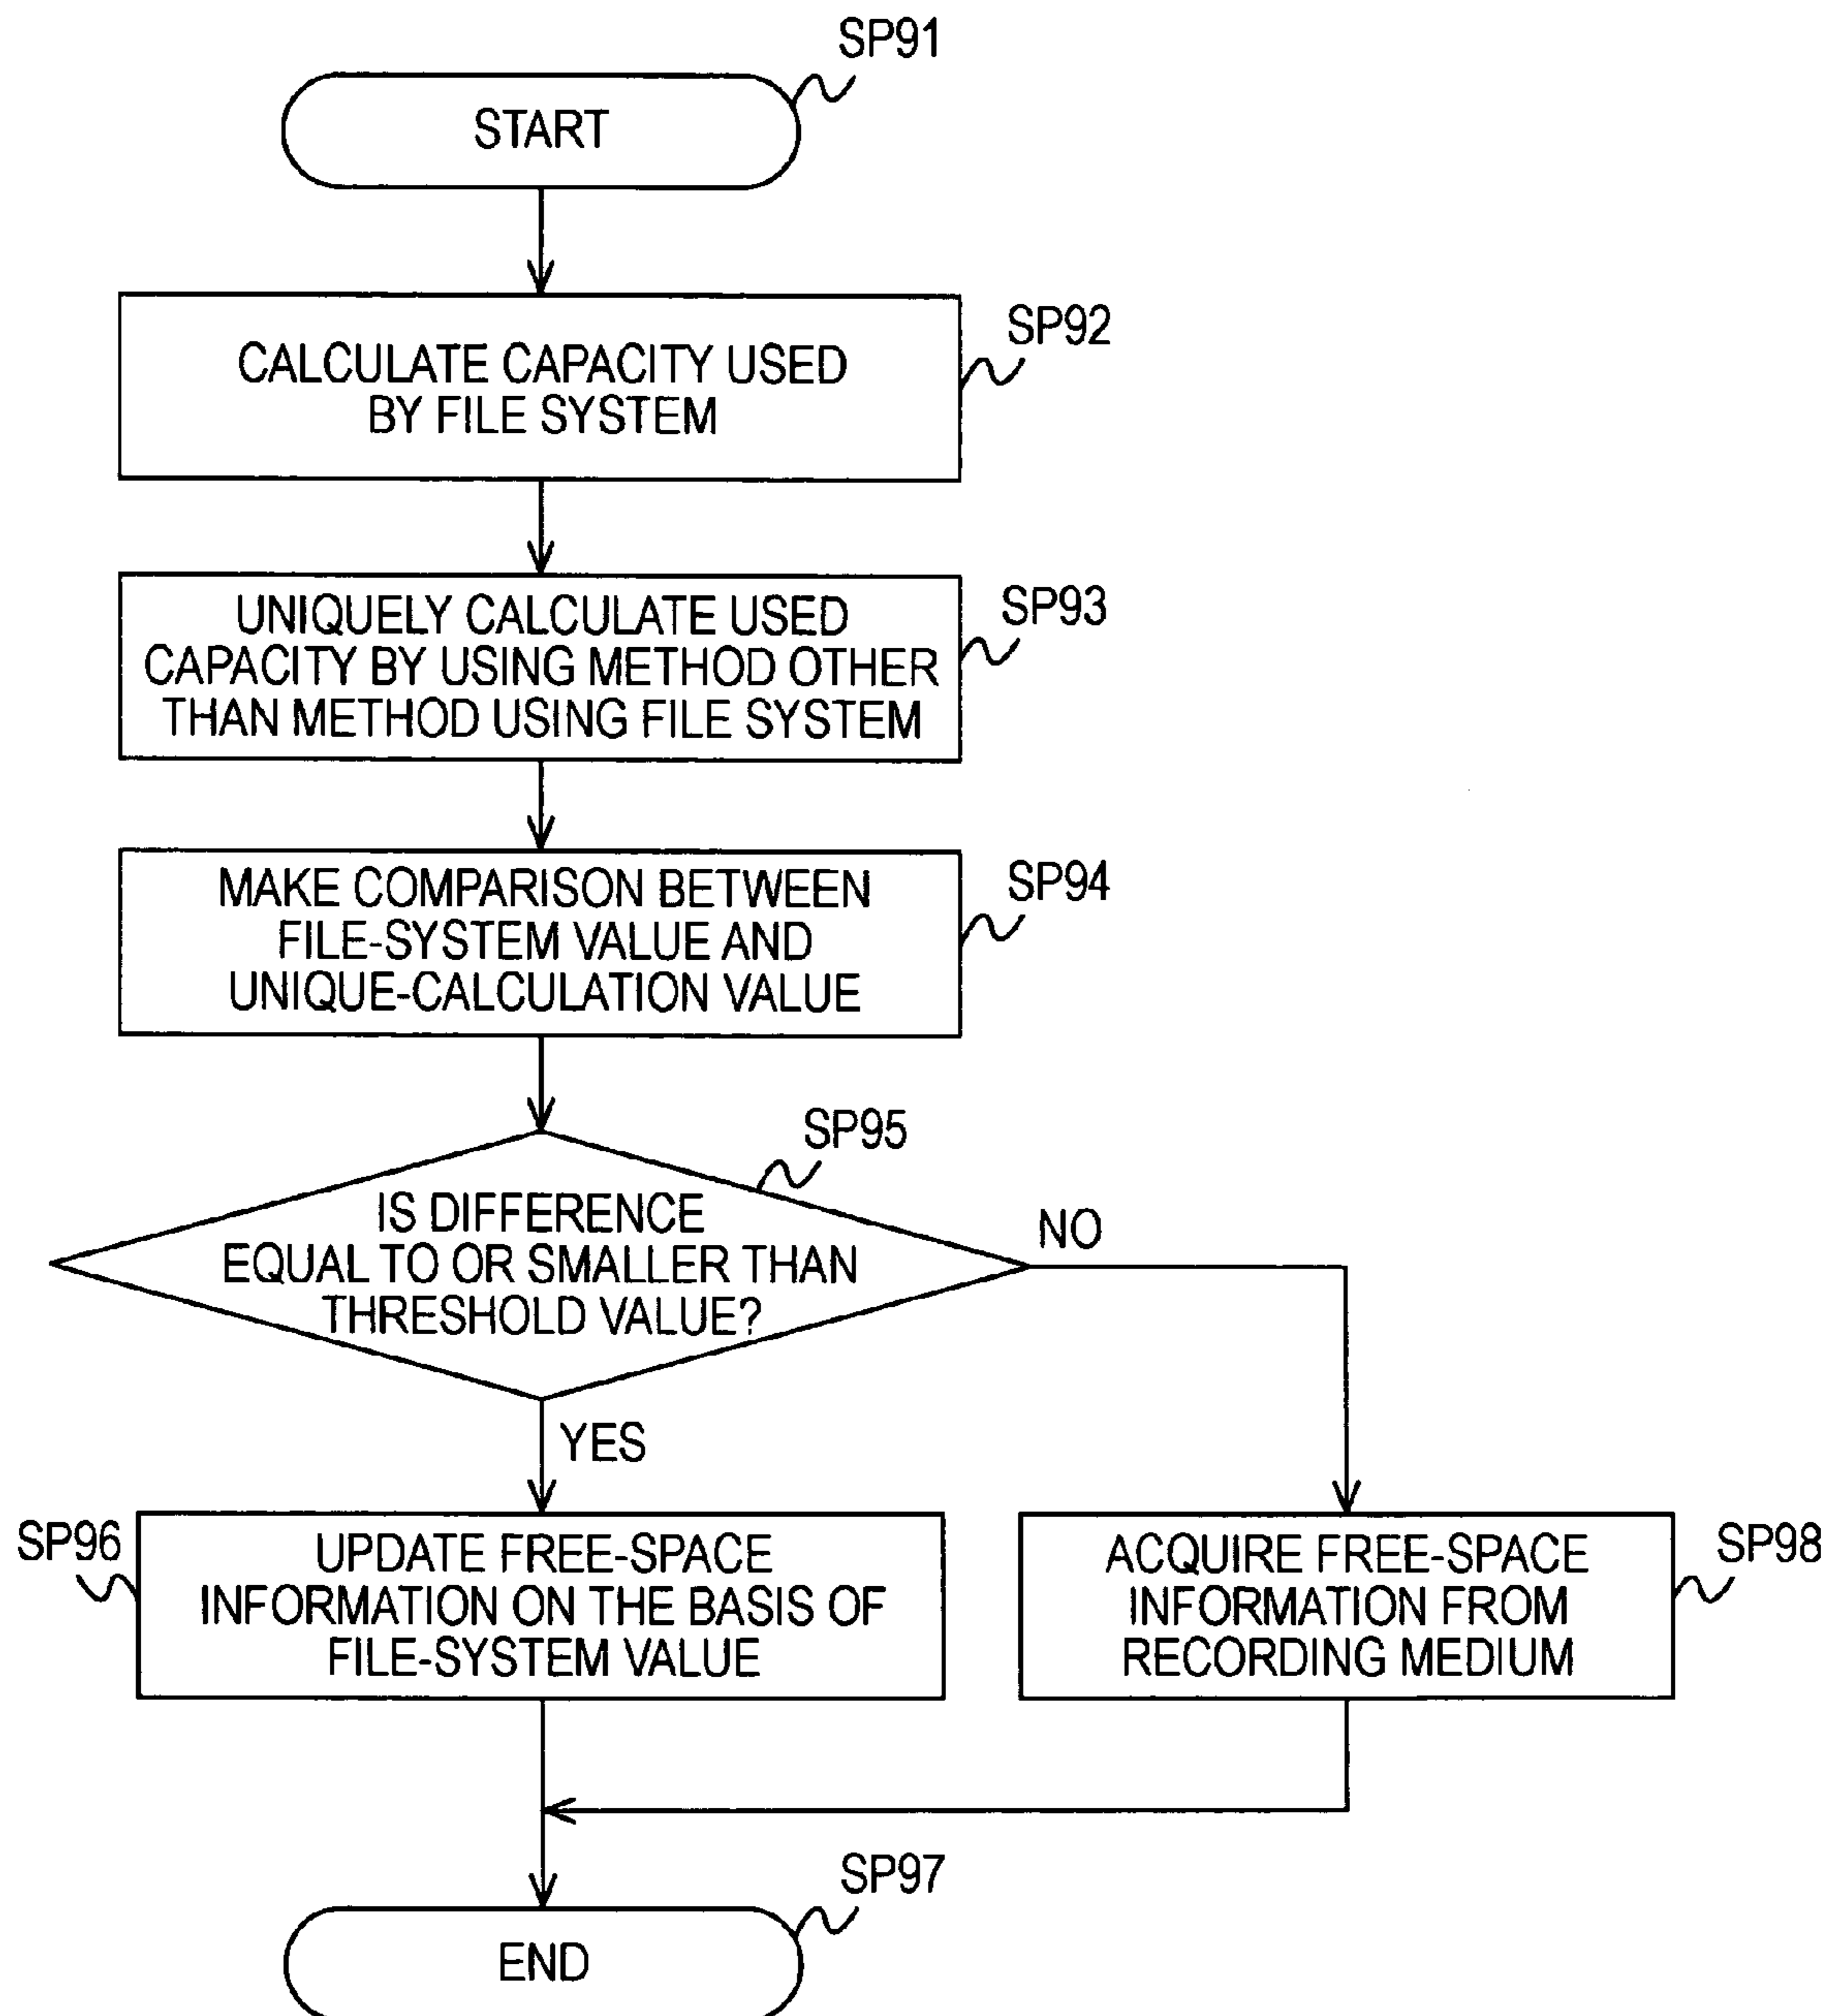 SP91
START
SP92
CALCULATE CAPACITY USED
BY FILE SYSTEM
SP93
UNIQUELY CALCULATE USED
CAPACITY BY USING METHOD OTHER
THAN METHOD USING FILE SYSTEM
SP94
MAKE COMPARISON BETWEEN
FILE-SYSTEM VALUE AND
UNIQUE-CALCULATION VALUE
SP95
IS DIFFERENCE
EQUAL TO OR SMALLER THAN
THRESHOLD VALUE?
NO
YES
SP96
UPDATE FREE-SPACE
INFORMATION ON THE BASIS OF
FILE-SYSTEM VALUE
SP98
ACQUIRE FREE-SPACE
INFORMATION FROM
RECORDING MEDIUM
SP97
END